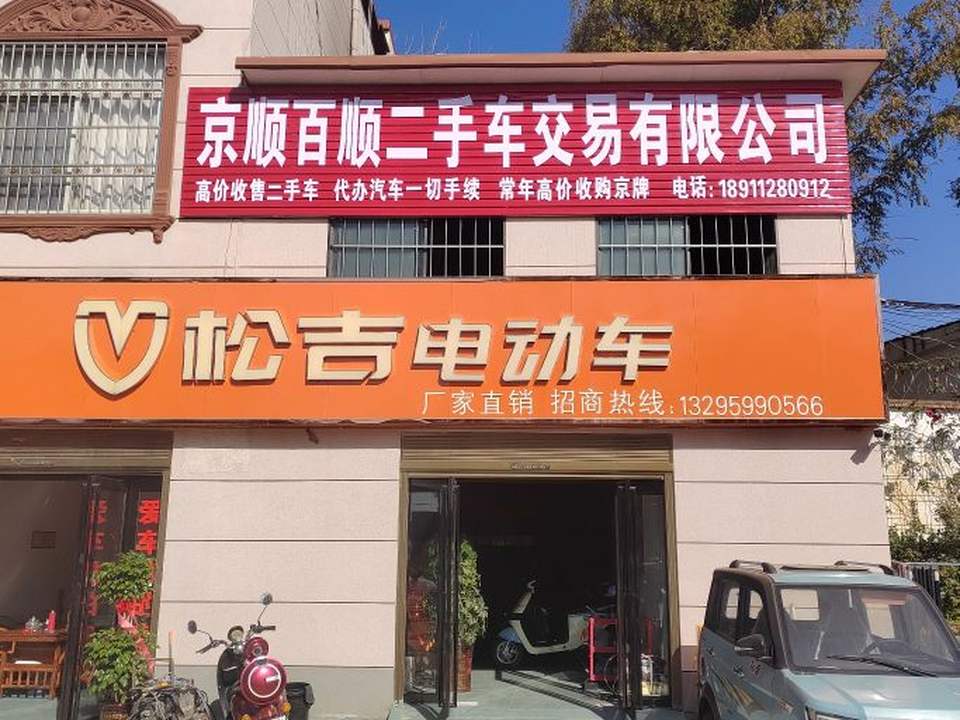 京顺百顺二手车交易有限公司
高价收售二手车 代办汽车一切手续 常年高价收购京牌 电话:18911280912
松吉电动车
厂家直销 招商热线:13295990566
爱车